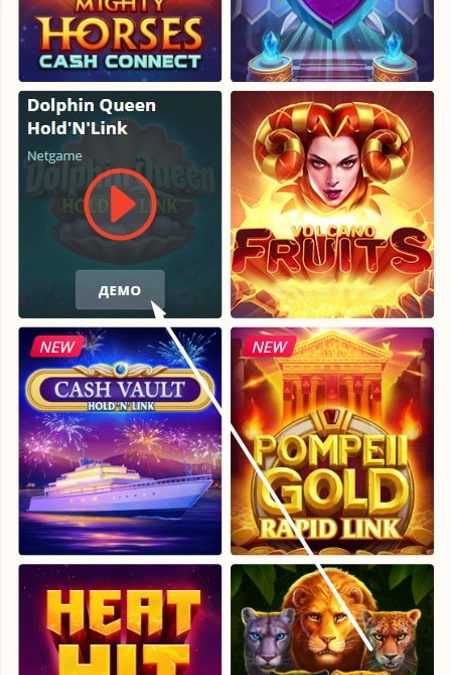 MIGHTY
HORSES
CASH CONNECT
Dolphin Queen
Hold'N'Link
Netgame
Dolphin Queen
HOLD 'N' LINK
ДЕМО
VOLCANO
FRUITS
NEW
CASH VAULT
HOLD 'N' LINK
NEW
POMPEII
GOLD
RAPID LINK
HEAT
HIT